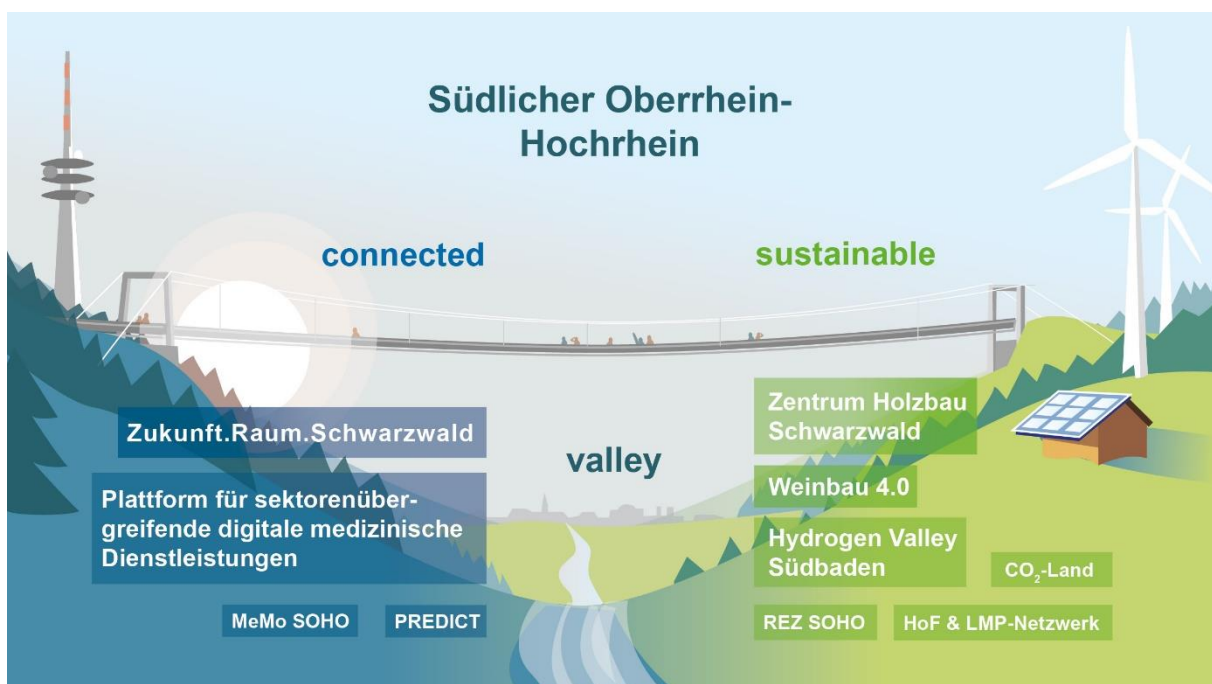 Südlicher Oberrhein-
Hochrhein
connected
sustainable
valley
Zukunft.Raum.Schwarzwald
Plattform für sektorenüber-
greifende digitale medizinische
Dienstleistungen
MeMo SOHO
PREDICT
Zentrum Holzbau
Schwarzwald
Weinbau 4.0
Hydrogen Valley
Südbaden
CO₂-Land
REZ SOHO
HoF & LMP-Netzwerk